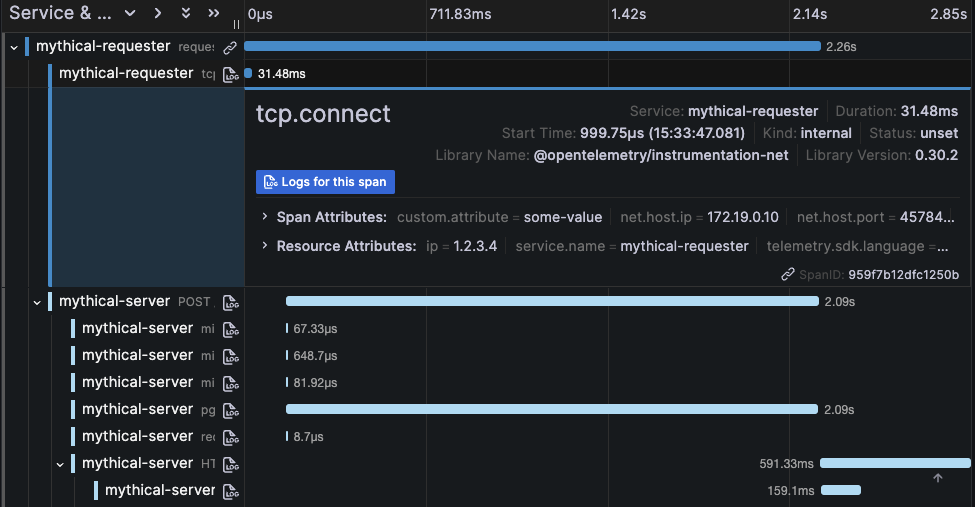 Service & ... 0µs 711.83ms 1.42s 2.14s 2.85s
mythical-requester reques 2.26s
mythical-requester tcp LOG 31.48ms
tcp.connect
Service: mythical-requester Duration: 31.48ms
Start Time: 999.75µs (15:33:47.081) Kind: internal Status: unset
Library Name: @opentelemetry/instrumentation-net Library Version: 0.30.2
LOG Logs for this span
Span Attributes: custom.attribute = some-value net.host.ip = 172.19.0.10 net.host.port = 45784...
Resource Attributes: ip = 1.2.3.4 service.name = mythical-requester telemetry.sdk.language =...
SpanID: 959f7b12dfc1250b
mythical-server POST LOG 2.09s
mythical-server mi LOG 67.33µs
mythical-server mi LOG 648.7µs
mythical-server mi LOG 81.92µs
mythical-server pg LOG 2.09s
mythical-server rec LOG 8.7µs
mythical-server HT LOG 591.33ms
mythical-server LOG 159.1ms